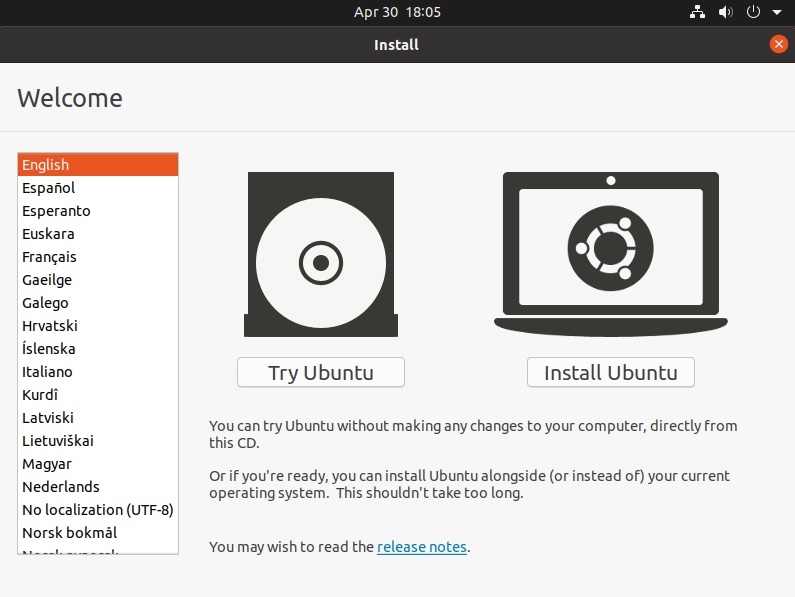 Apr 30 18:05
Install
Welcome
English
Español
Esperanto
Euskara
Français
Gaeilge
Galego
Hrvatski
Íslenska
Italiano
Kurdî
Latviski
Lietuviškai
Magyar
Nederlands
No localization (UTF-8)
Norsk bokmål
Norsk nynorsk
Try Ubuntu
Install Ubuntu
You can try Ubuntu without making any changes to your computer, directly from
this CD.
Or if you're ready, you can install Ubuntu alongside (or instead of) your current
operating system. This shouldn't take too long.
You may wish to read the release notes.